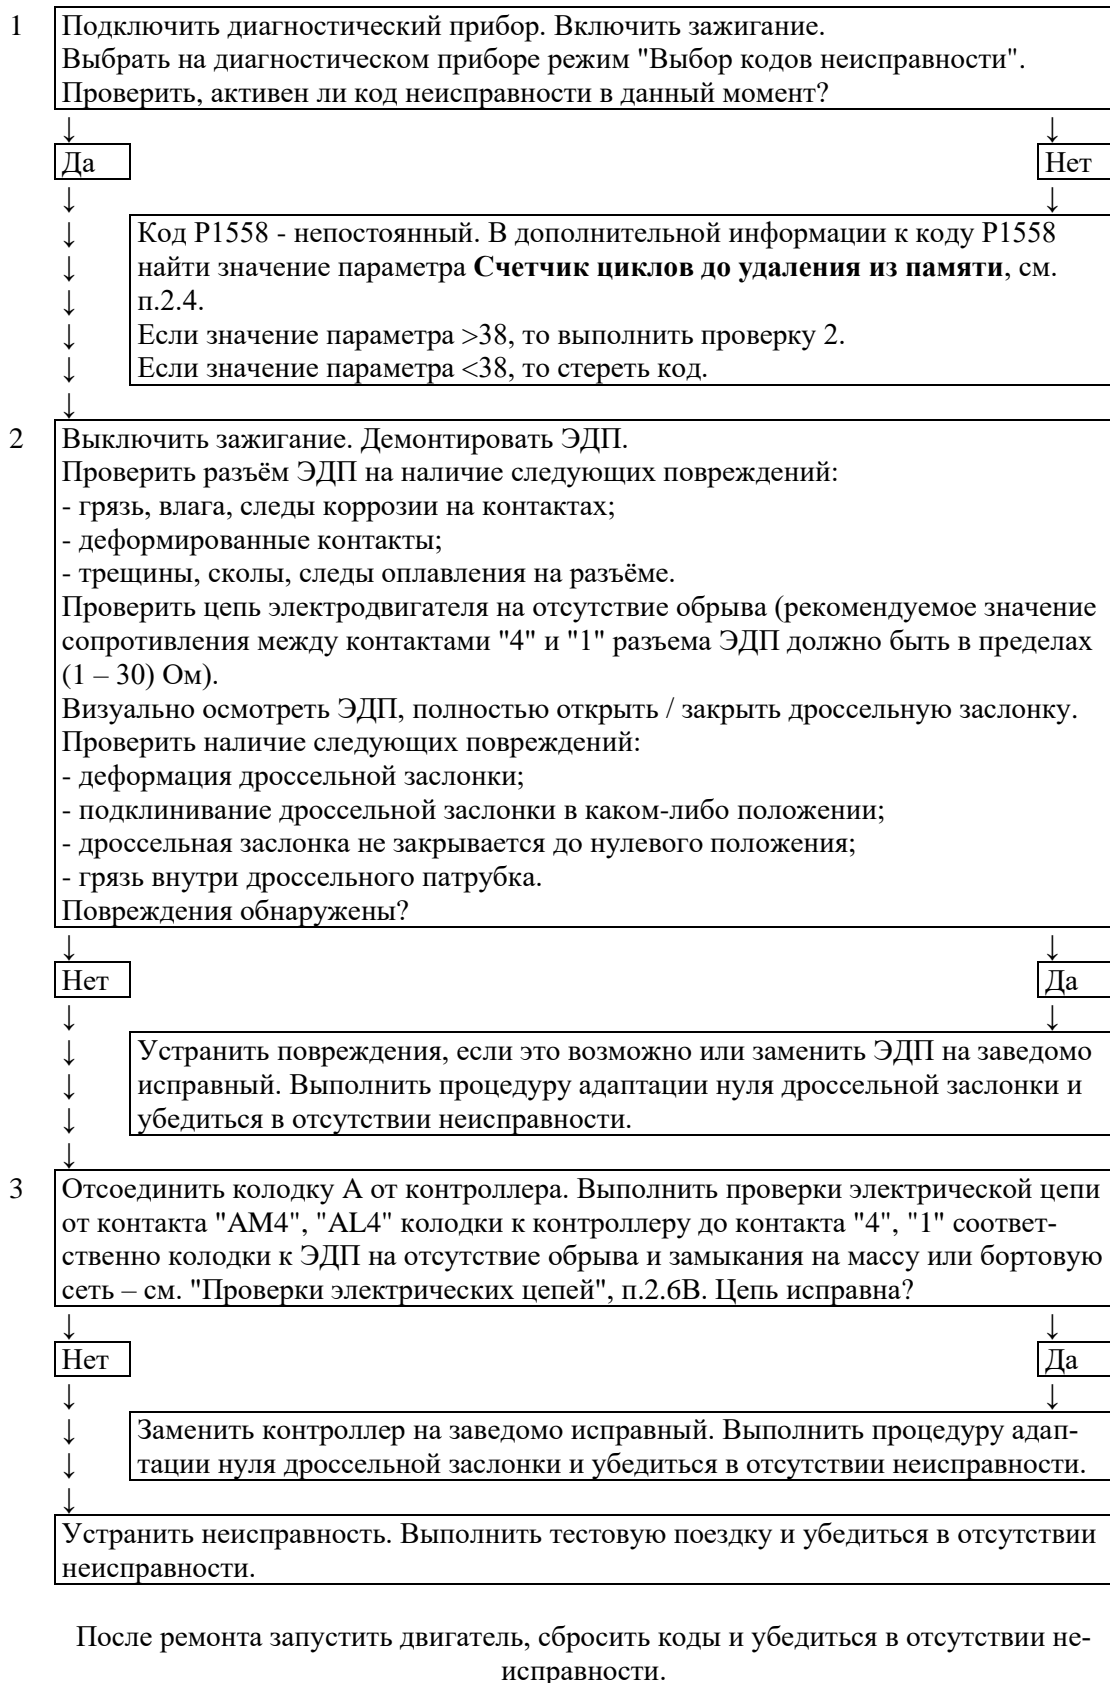 1 Подключить диагностический прибор. Включить зажигание.
Выбрать на диагностическом приборе режим "Выбор кодов неисправности".
Проверить, активен ли код неисправности в данный момент?
↓ ↓
Да Нет
↓ ↓
↓ Код Р1558 - непостоянный. В дополнительной информации к коду Р1558
↓ найти значение параметра Счетчик циклов до удаления из памяти, см.
↓ п.2.4.
↓ Если значение параметра >38, то выполнить проверку 2.
↓ Если значение параметра <38, то стереть код.
↓
2 Выключить зажигание. Демонтировать ЭДП.
Проверить разъём ЭДП на наличие следующих повреждений:
- грязь, влага, следы коррозии на контактах;
- деформированные контакты;
- трещины, сколы, следы оплавления на разъёме.
Проверить цепь электродвигателя на отсутствие обрыва (рекомендуемое значение
сопротивления между контактами "4" и "1" разъема ЭДП должно быть в пределах
(1 – 30) Ом).
Визуально осмотреть ЭДП, полностью открыть / закрыть дроссельную заслонку.
Проверить наличие следующих повреждений:
- деформация дроссельной заслонки;
- подклинивание дроссельной заслонки в каком-либо положении;
- дроссельная заслонка не закрывается до нулевого положения;
- грязь внутри дроссельного патрубка.
Повреждения обнаружены?
↓ ↓
Нет Да
↓ ↓
↓ Устранить повреждения, если это возможно или заменить ЭДП на заведомо
↓ исправный. Выполнить процедуру адаптации нуля дроссельной заслонки и
↓ убедиться в отсутствии неисправности.
↓
3 Отсоединить колодку А от контроллера. Выполнить проверки электрической цепи
от контакта "AM4", "AL4" колодки к контроллеру до контакта "4", "1" соответ-
ственно колодки к ЭДП на отсутствие обрыва и замыкания на массу или бортовую
сеть – см. "Проверки электрических цепей", п.2.6В. Цепь исправна?
↓ ↓
Нет Да
↓ ↓
↓ Заменить контроллер на заведомо исправный. Выполнить процедуру адап-
↓ тации нуля дроссельной заслонки и убедиться в отсутствии неисправности.
↓
Устранить неисправность. Выполнить тестовую поездку и убедиться в отсутствии
неисправности.
После ремонта запустить двигатель, сбросить коды и убедиться в отсутствии не-
исправности.